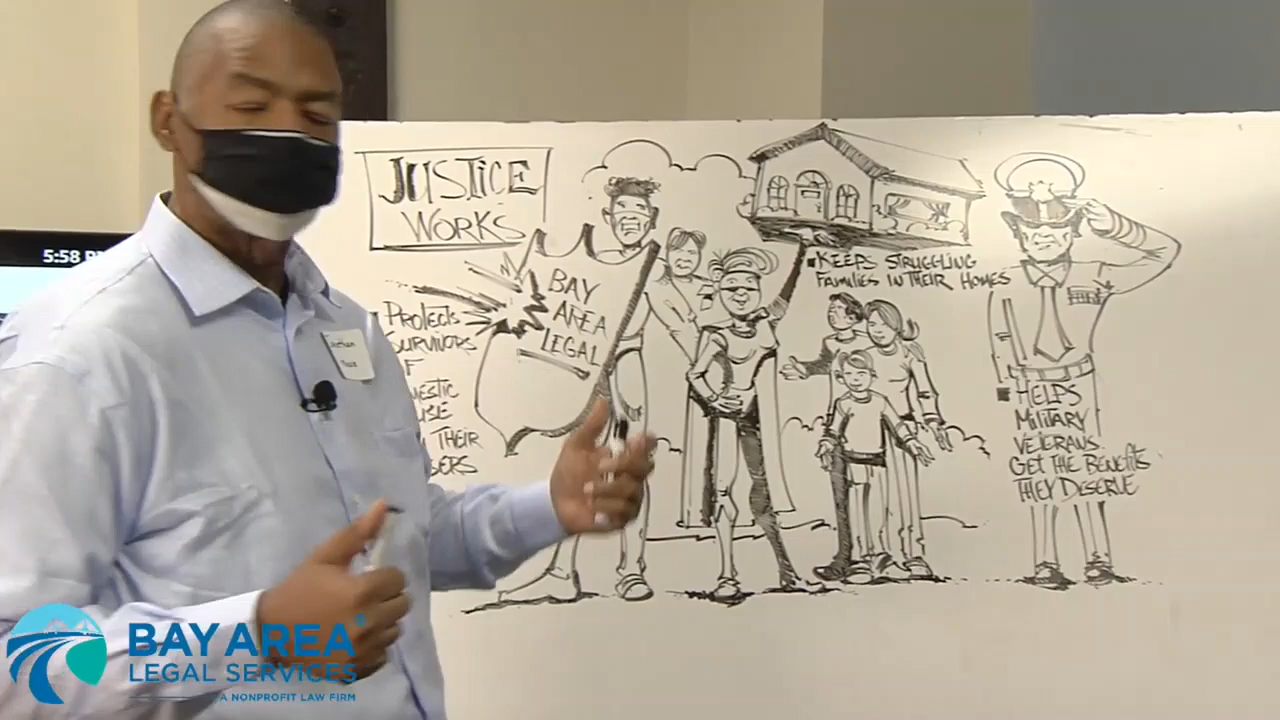 5:58 P
JUSTICE
WORKS
BAY
AREA
LEGAL
PROTECTS
SURVIVORS
THEIR
KEEPS STRUGGLING
FAMILIES IN THEIR HOMES
HELPS
MILITARY
VETERANS
GET THE BENEFITS
THEY DESERVE
BAY AREA
LEGAL SERVICES
A NONPROFIT LAW FIRM